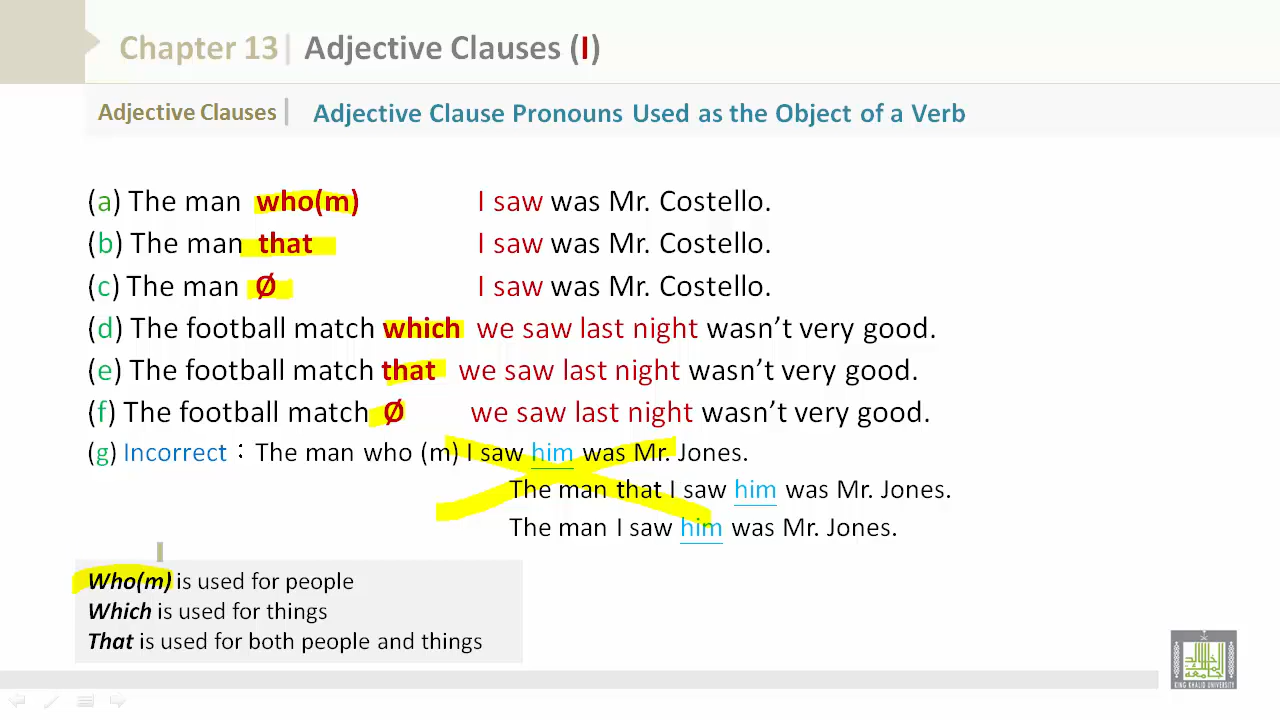 Chapter 13| Adjective Clauses (I)
Adjective Clauses | Adjective Clause Pronouns Used as the Object of a Verb
(a) The man who(m) I saw was Mr. Costello.
(b) The man that I saw was Mr. Costello.
(c) The man Ø I saw was Mr. Costello.
(d) The football match which we saw last night wasn't very good.
(e) The football match that we saw last night wasn't very good.
(f) The football match Ø we saw last night wasn't very good.
(g) Incorrect : The man who (m) I saw him was Mr. Jones.
The man that I saw him was Mr. Jones.
The man I saw him was Mr. Jones.
Who(m) is used for people
Which is used for things
That is used for both people and things
KING KHALID UNIVERSITY